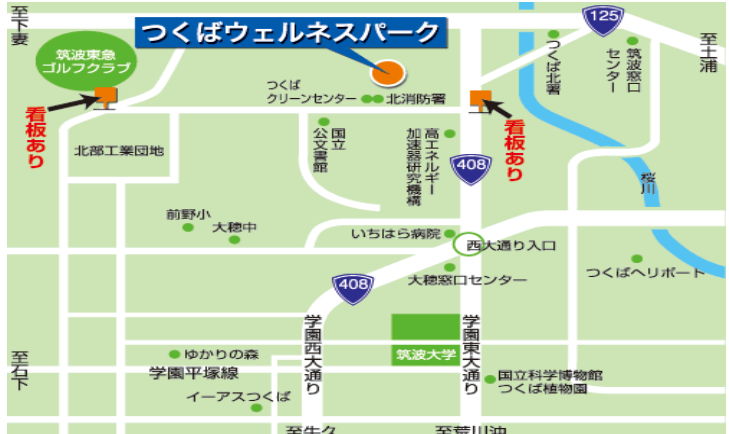 至下妻
つくばウェルネスパーク
125
至土浦
筑波東急
ゴルフクラブ
つくば北署
筑波窓口
センター
つくば
クリーンセンター
北消防署
看板あり
看板あり
北部工業団地
国立
公文書館
高エネルギー
加速器研究機構
408
桜川
前野小
大穂中
いちはら病院
西大通り入口
大穂窓口センター
つくばヘリポート
408
学園西大通り
学園東大通り
筑波大学
至石下
ゆかりの森
学園平塚線
イーアスつくば
国立科学博物館
つくば植物園
至牛久
至荒川沖